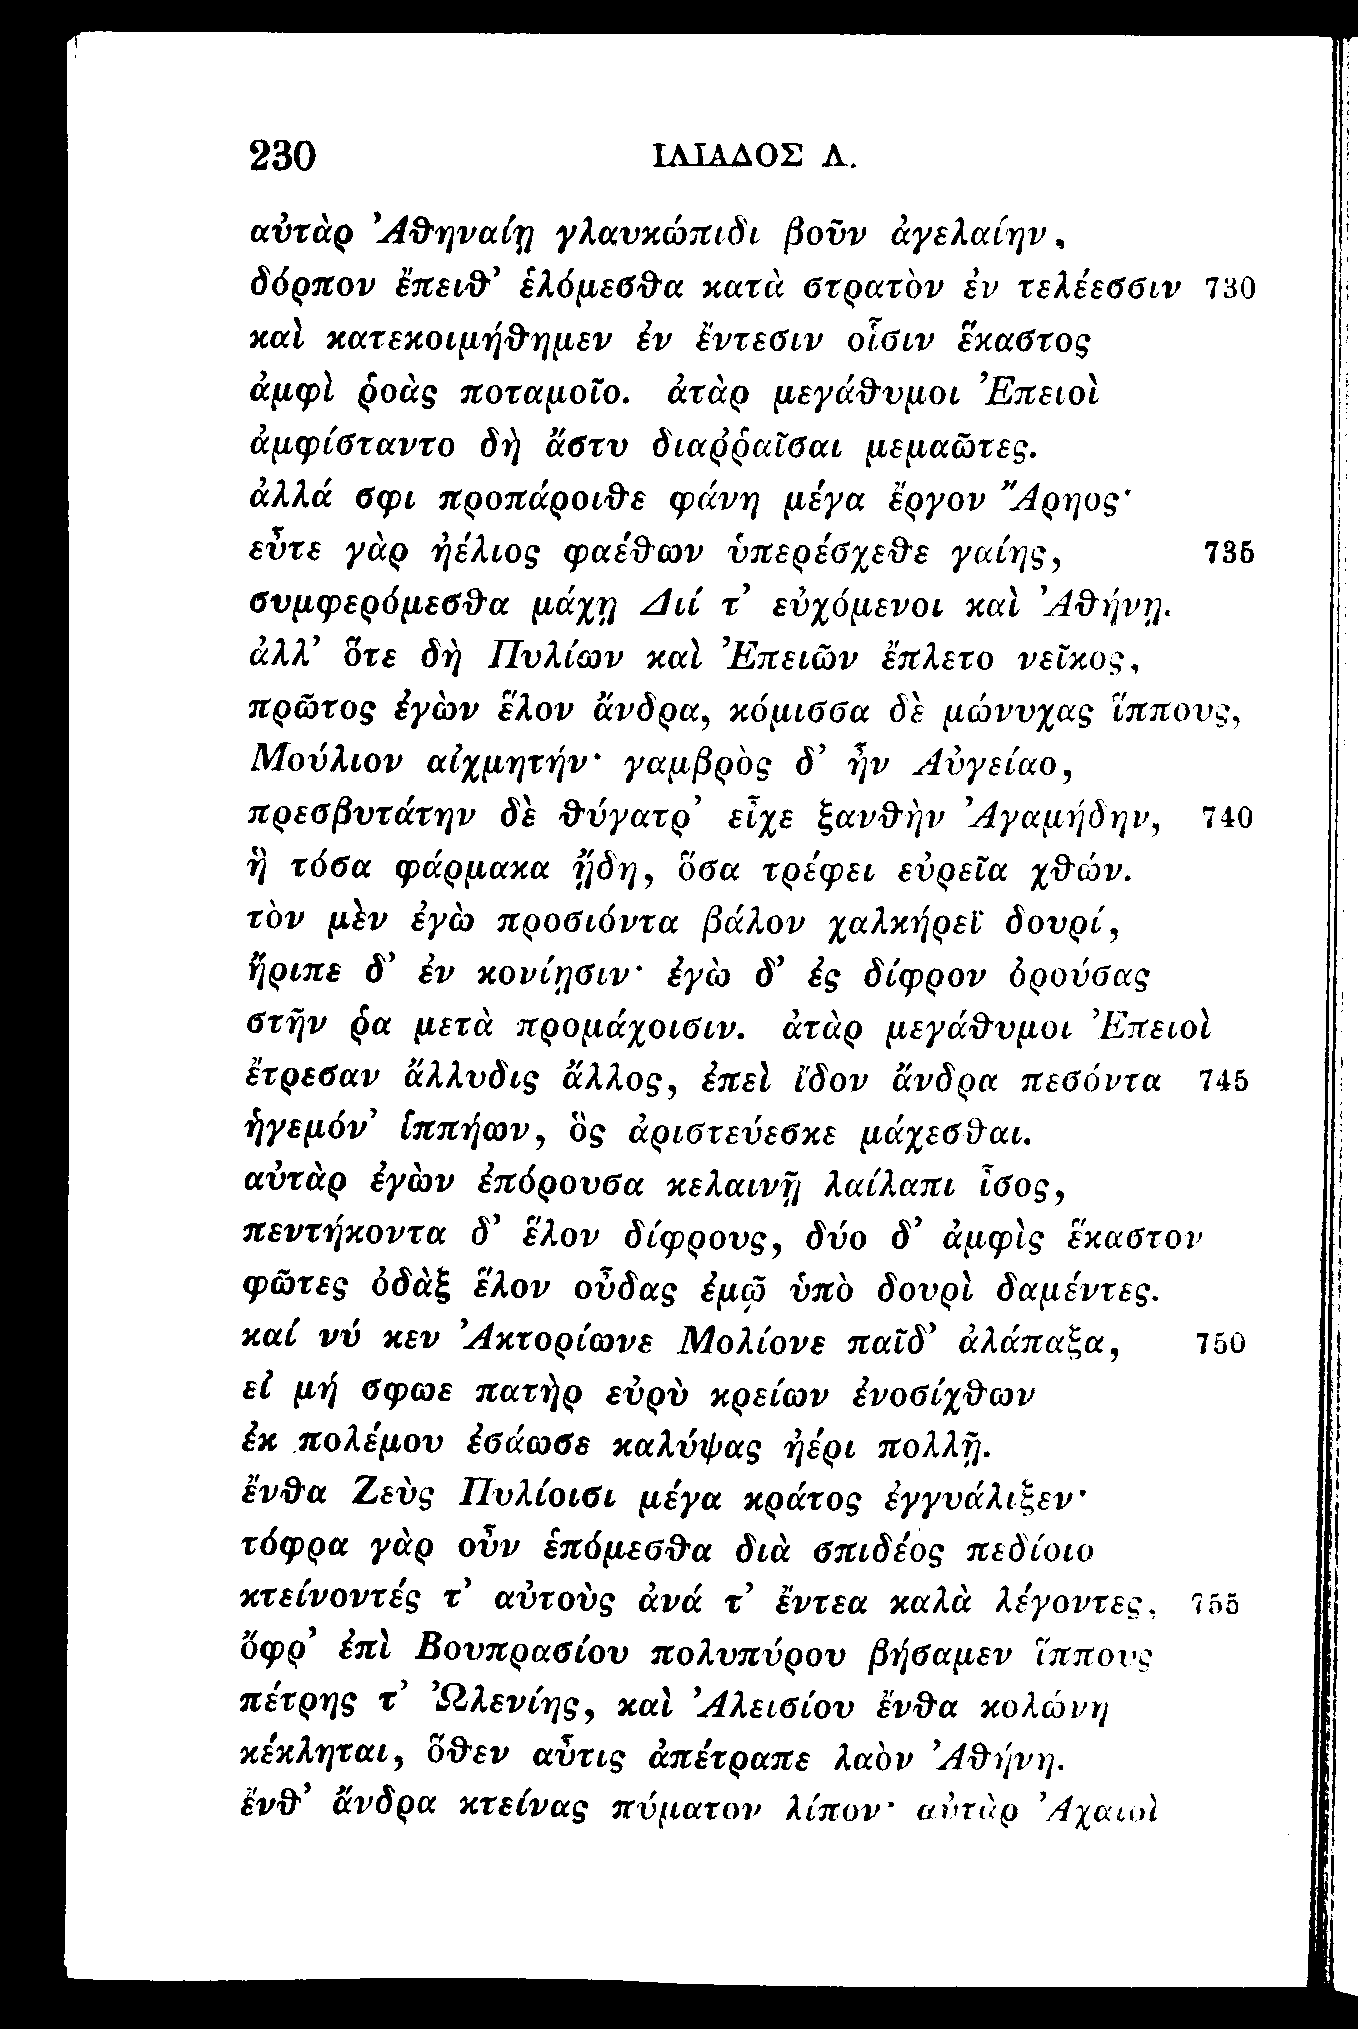 230 ΙΛΙΑΔΟΣ Λ.
αὐτὰρ Ἀθηναίῃ γλαυκώπιδι βοῦν ἀγελαίην,
δόρπον ἔπειθ’ ἑλόμεσθα κατὰ στρατὸν ἐν τελέεσσιν 730
καὶ κατεκοιμήθημεν ἐν ἔντεσιν οἷσιν ἕκαστος
ἀμφὶ ῥοὰς ποταμοῖο. ἀτὰρ μεγάθυμοι Ἐπειοὶ
ἀμφίσταντο δὴ ἄστυ διαῤῥαῖσαι μεμαῶτες.
ἀλλά σφι προπάροιθε φάνη μέγα ἔργον Ἄρηος·
εὖτε γὰρ ἠέλιος φαέθων ὑπερέσχεθε γαίης, 735
συμφερόμεσθα μάχῃ Διί τ’ εὐχόμενοι καὶ Ἀθήνῃ.
ἀλλ’ ὅτε δὴ Πυλίων καὶ Ἐπειῶν ἔπλετο νεῖκος,
πρῶτος ἐγὼν ἕλον ἄνδρα, κόμισσα δὲ μώνυχας ἵππους,
Μούλιον αἰχμητήν· γαμβρὸς δ’ ἦν Αὐγείαο,
πρεσβυτάτην δὲ θύγατρ’ εἶχε ξανθὴν Ἀγαμήδην, 740
ἣ τόσα φάρμακα ᾔδη, ὅσα τρέφει εὐρεῖα χθών.
τὸν μὲν ἐγὼ προσιόντα βάλον χαλκήρεϊ δουρί,
ἤριπε δ’ ἐν κονίῃσιν· ἐγὼ δ’ ἐς δίφρον ὀρούσας
στῆν ῥα μετὰ προμάχοισιν. ἀτὰρ μεγάθυμοι Ἐπειοὶ
ἔτρεσαν ἄλλυδις ἄλλος, ἐπεὶ ἴδον ἄνδρα πεσόντα 745
ἡγεμόν’ ἱππήων, ὃς ἀριστεύεσκε μάχεσθαι.
αὐτὰρ ἐγὼν ἐπόρουσα κελαινῇ λαίλαπι ἶσος,
πεντήκοντα δ’ ἕλον δίφρους, δύο δ’ ἀμφὶς ἕκαστον
φῶτες ὀδὰξ ἕλον οὖδας ἐμῷ ὑπὸ δουρὶ δαμέντες.
καί νύ κεν Ἀκτορίωνε Μολίονε παῖδ’ ἀλάπαξα, 750
εἰ μή σφωε πατὴρ εὐρὺ κρείων ἐνοσίχθων
ἐκ πολέμου ἐσάωσε καλύψας ἠέρι πολλῇ.
ἔνθα Ζεὺς Πυλίοισι μέγα κράτος ἐγγυάλιξεν·
τόφρα γὰρ οὖν ἑπόμεσθα διὰ σπιδέος πεδίοιο
κτείνοντές τ’ αὐτοὺς ἀνά τ’ ἔντεα καλὰ λέγοντες, 755
ὄφρ’ ἐπὶ Βουπρασίου πολυπύρου βήσαμεν ἵππους
πέτρης τ’ Ὠλενίης, καὶ Ἀλεισίου ἔνθα κολώνη
κέκληται, ὅθεν αὖτις ἀπέτραπε λαὸν Ἀθήνη.
ἔνθ’ ἄνδρα κτείνας πύματον λίπον· αὐτὰρ Ἀχαιοὶ